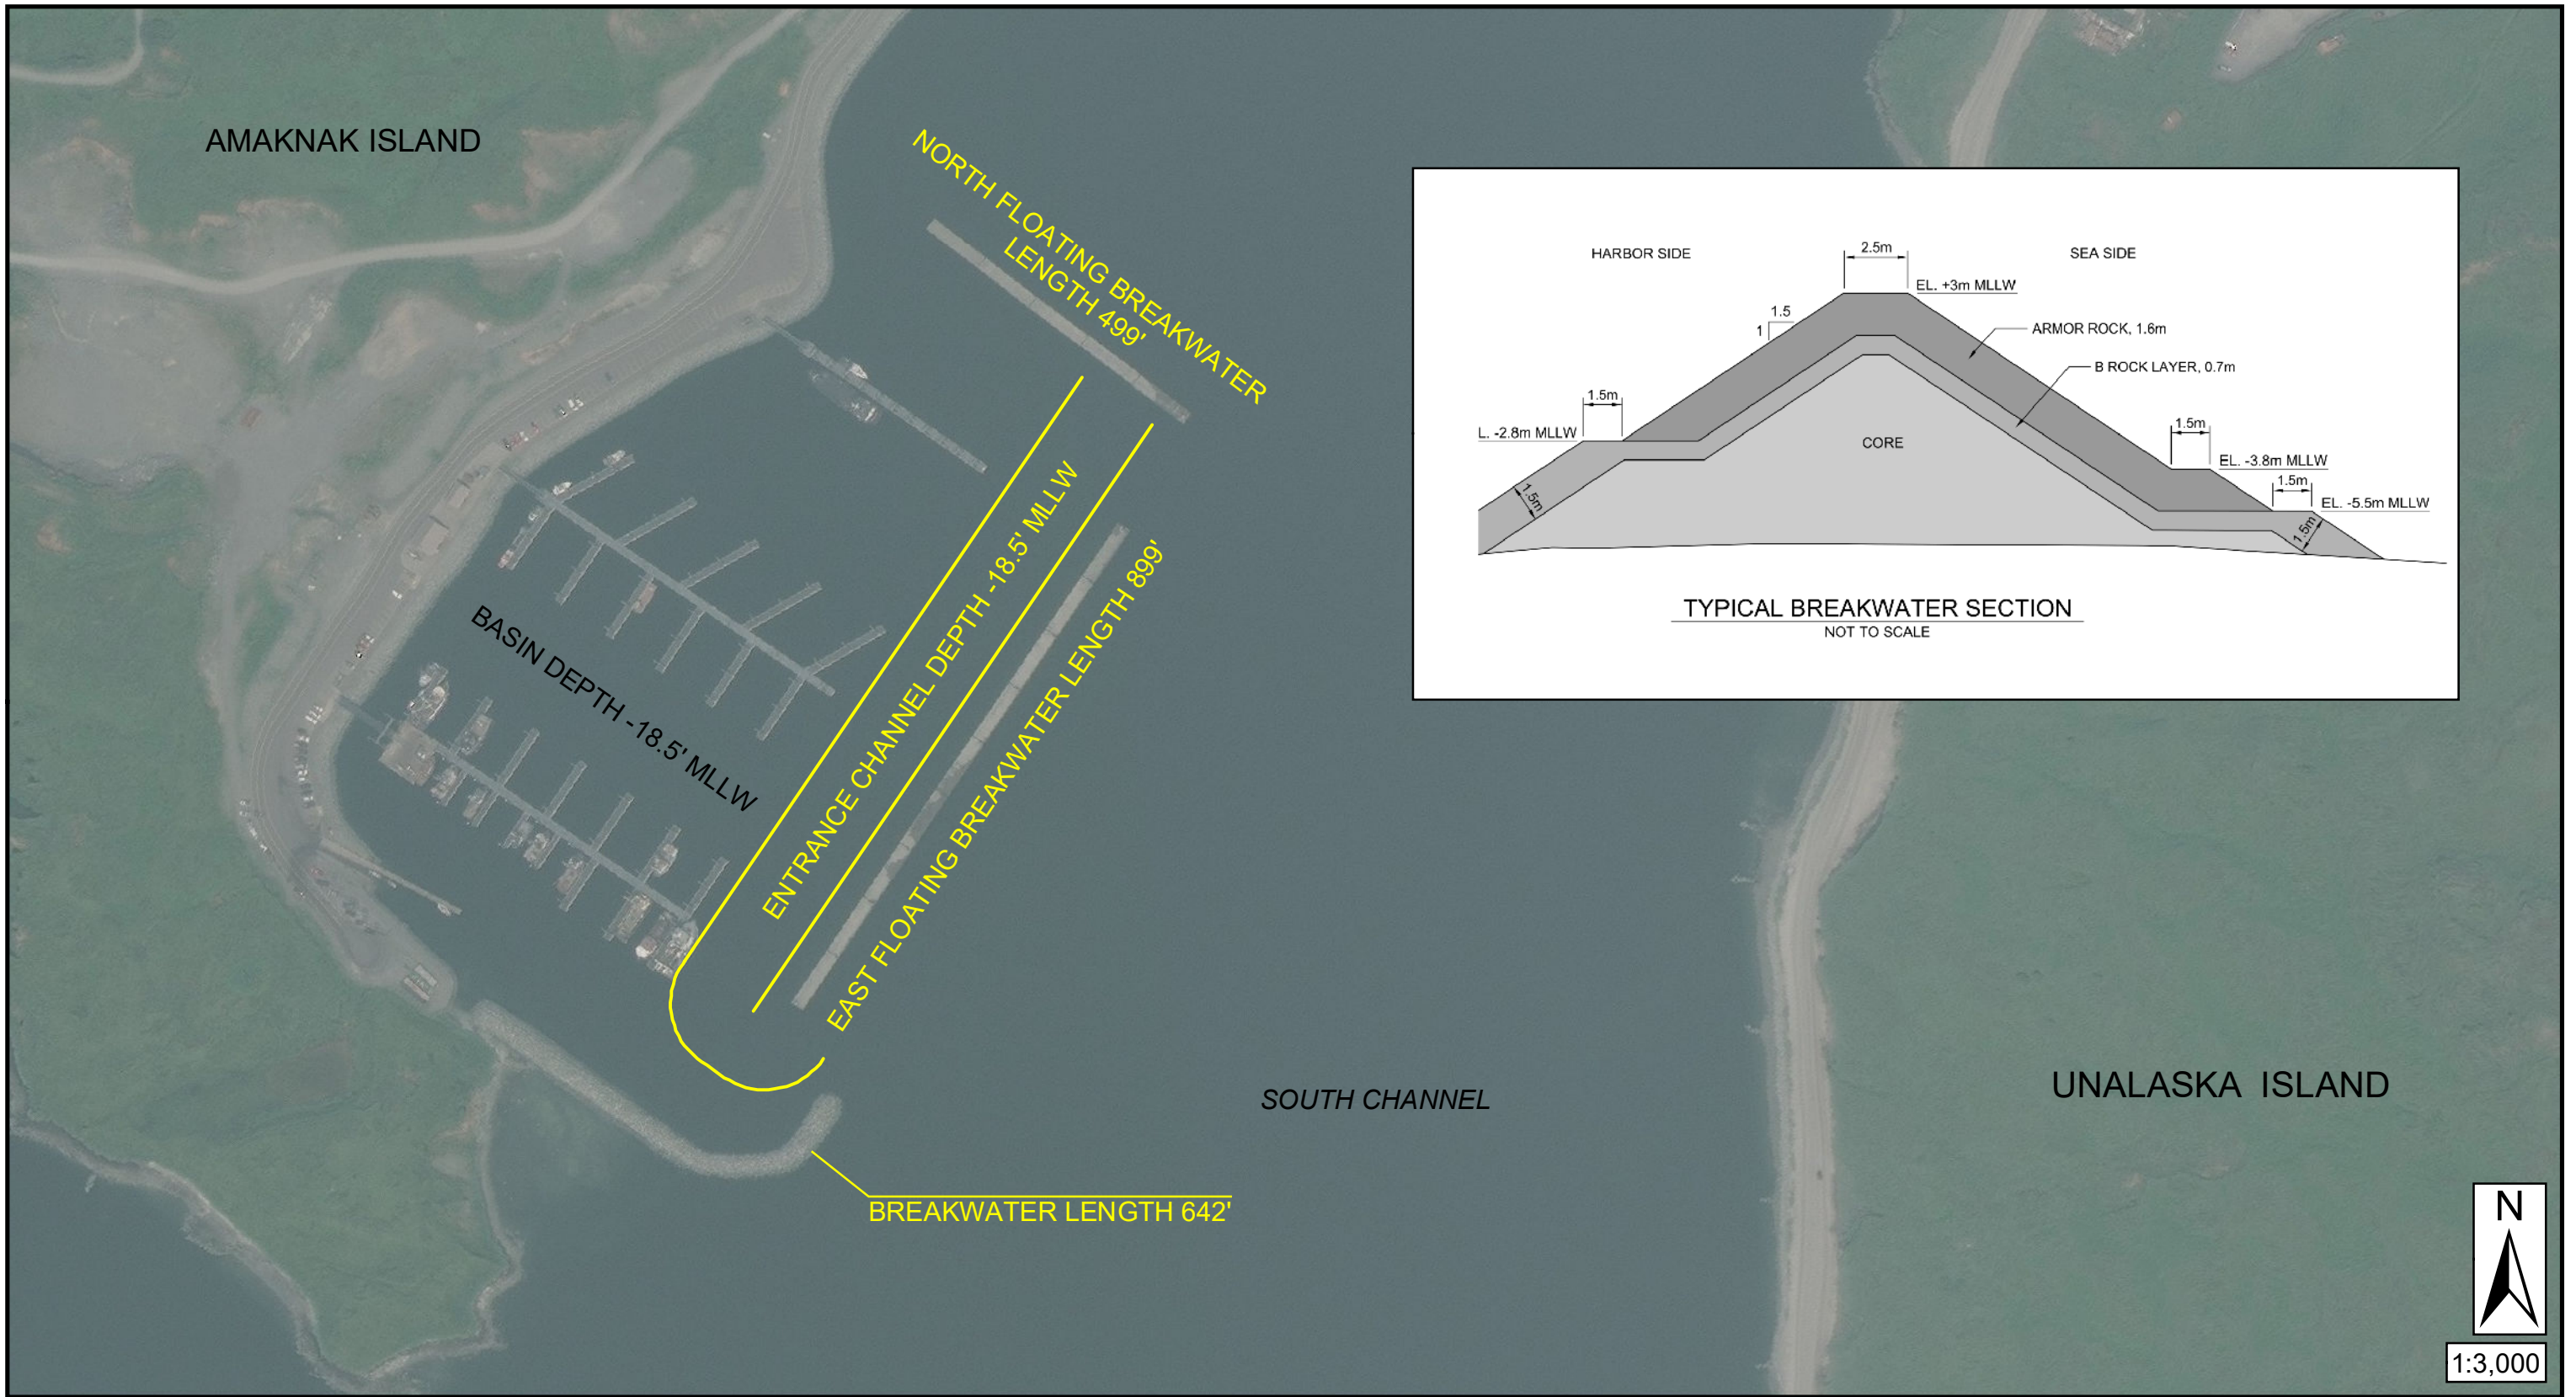 AMAKNAK ISLAND
NORTH FLOATING BREAKWATER
LENGTH 499'
ENTRANCE CHANNEL DEPTH -18.5' MLLW
EAST FLOATING BREAKWATER LENGTH 899'
BASIN DEPTH -18.5' MLLW
BREAKWATER LENGTH 642'
SOUTH CHANNEL
UNALASKA ISLAND
HARBOR SIDE
2.5m
SEA SIDE
EL. +3m MLLW
1.5
1
ARMOR ROCK, 1.6m
B ROCK LAYER, 0.7m
1.5m
L. -2.8m MLLW
CORE
1.5m
EL. -3.8m MLLW
1.5m
EL. -5.5m MLLW
1.5m
1.5m
TYPICAL BREAKWATER SECTION
NOT TO SCALE
N
1:3,000